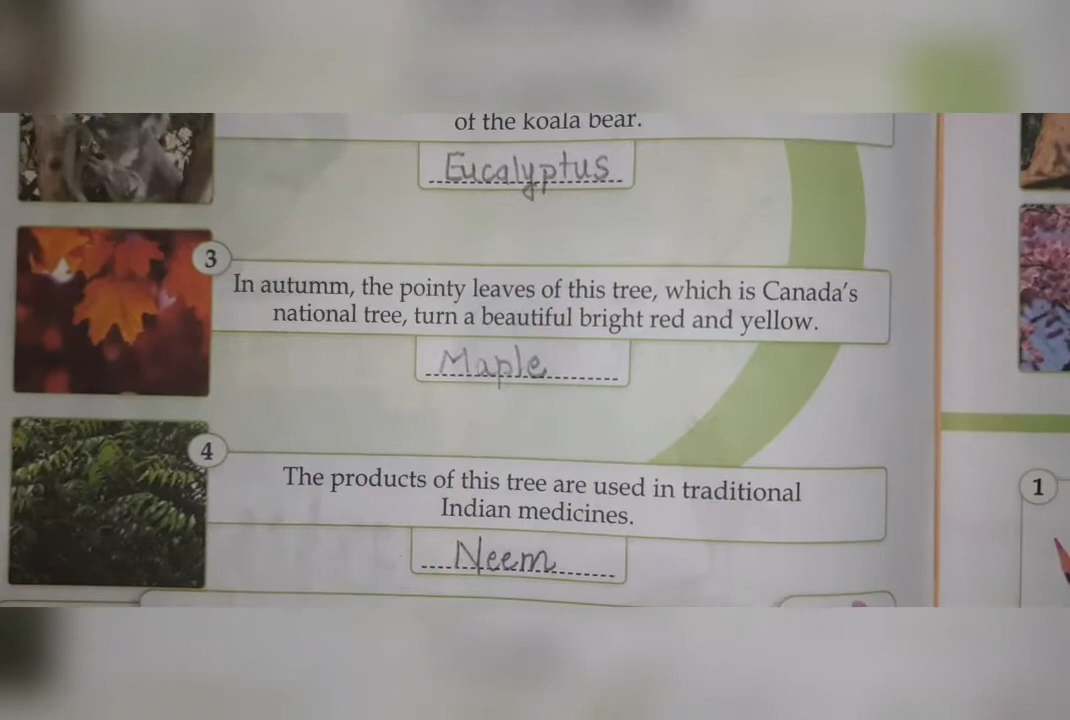 of the koala bear.
Eucalyptus
3
In autumm, the pointy leaves of this tree, which is Canada's
national tree, turn a beautiful bright red and yellow.
Maple
4
The products of this tree are used in traditional
Indian medicines.
Neem
1